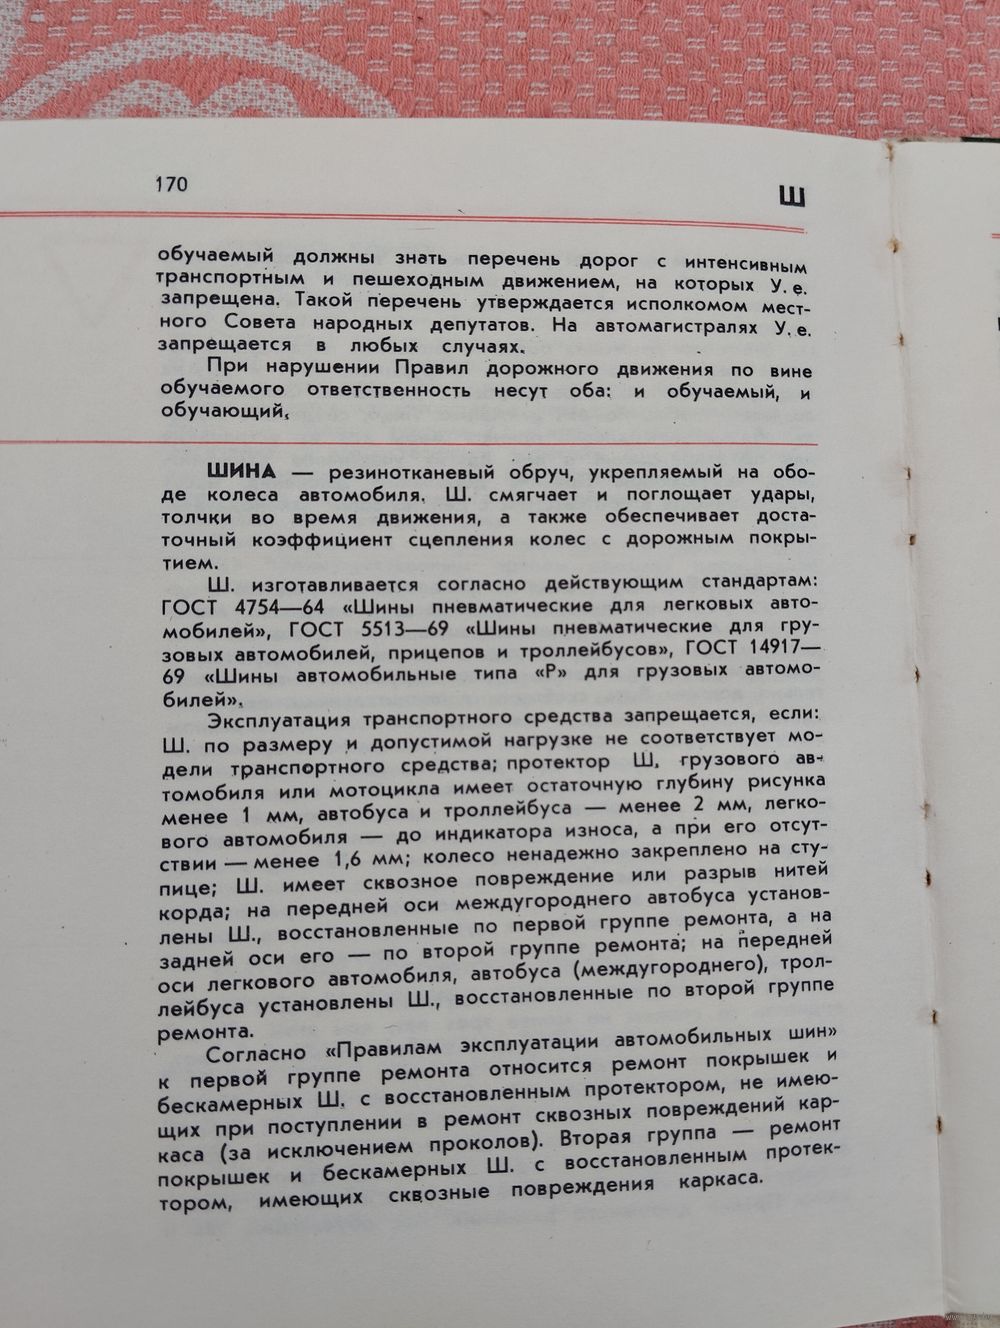 170
Ш
обучаемый должны знать перечень дорог с интенсивным
транспортным и пешеходным движением, на которых У. е.
запрещена. Такой перечень утверждается исполкомом мест-
ного Совета народных депутатов. На автомагистралях У. е.
запрещается в любых случаях.
При нарушении Правил дорожного движения по вине
обучаемого ответственность несут оба: и обучаемый, и
обучающий.
ШИНА — резинотканевый обруч, укрепляемый на обо-
де колеса автомобиля. Ш. смягчает и поглощает удары,
толчки во время движения, а также обеспечивает доста-
точный коэффициент сцепления колес с дорожным покры-
тием.
Ш. изготавливается согласно действующим стандартам:
ГОСТ 4754—64 «Шины пневматические для легковых авто-
мобилей», ГОСТ 5513—69 «Шины пневматические для гру-
зовых автомобилей, прицепов и троллейбусов», ГОСТ 14917—
69 «Шины автомобильные типа «Р» для грузовых автомо-
билей».
Эксплуатация транспортного средства запрещается, если:
Ш. по размеру и допустимой нагрузке не соответствует мо-
дели транспортного средства; протектор Ш. грузового ав-
томобиля или мотоцикла имеет остаточную глубину рисунка
менее 1 мм, автобуса и троллейбуса — менее 2 мм, легко-
вого автомобиля — до индикатора износа, а при его отсут-
ствии — менее 1,6 мм; колесо ненадежно закреплено на сту-
пице; Ш. имеет сквозное повреждение или разрыв нитей
корда; на передней оси междугороднего автобуса установ-
лены Ш., восстановленные по первой группе ремонта, а на
задней оси его — по второй группе ремонта; на передней
оси легкового автомобиля, автобуса (междугороднего), трол-
лейбуса установлены Ш., восстановленные по второй группе
ремонта.
Согласно «Правилам эксплуатации автомобильных шин»
к первой группе ремонта относится ремонт покрышек и
бескамерных Ш. с восстановленным протектором, не имею-
щих при поступлении в ремонт сквозных повреждений кар-
каса (за исключением проколов). Вторая группа — ремонт
покрышек и бескамерных Ш. с восстановленным протек-
тором, имеющих сквозные повреждения каркаса.